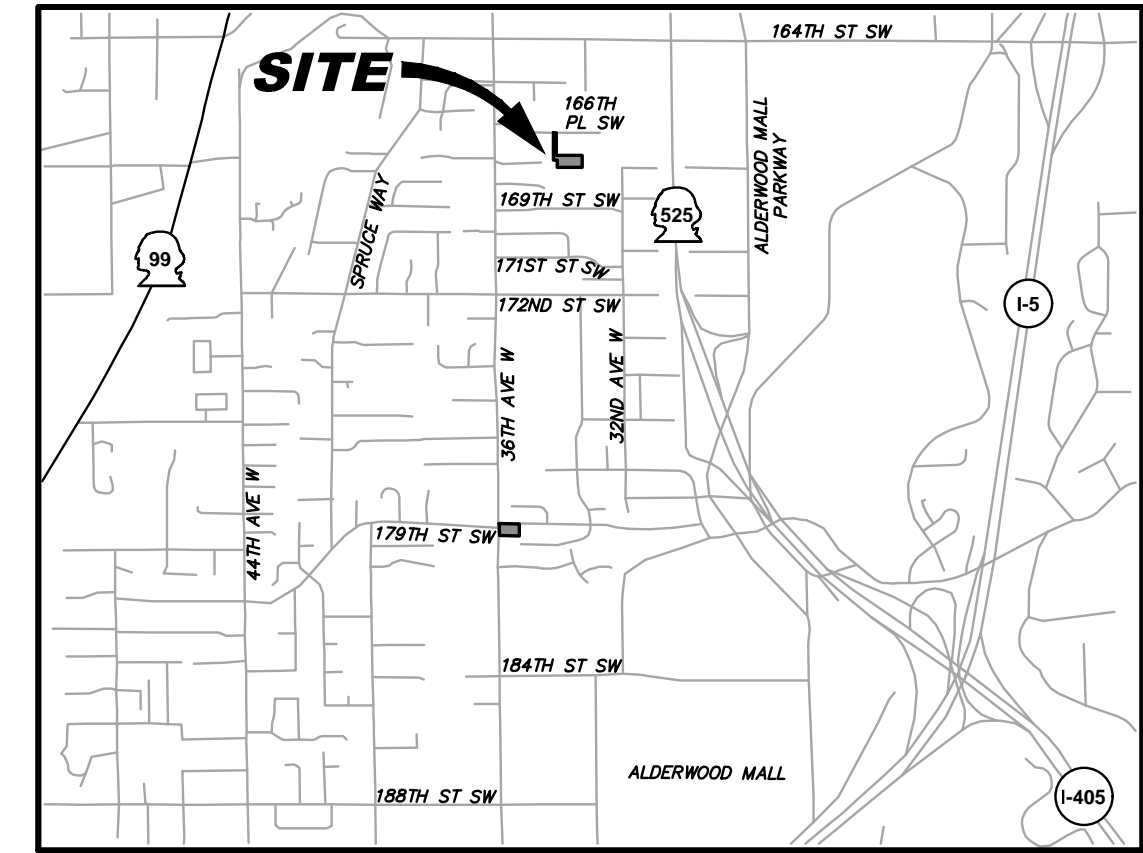 164TH ST SW
SITE
166TH
PL SW
ALDERWOOD MALL
PARKWAY
SPRUCE WAY
169TH ST SW
525
99
171ST ST SW
I-5
172ND ST SW
36TH AVE W
32ND AVE W
44TH AVE W
179TH ST SW
184TH ST SW
ALDERWOOD MALL
188TH ST SW
I-405